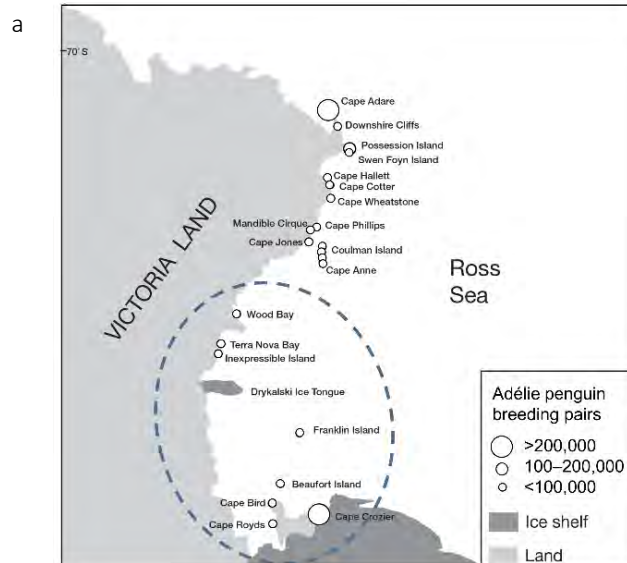 a
70˚ S
Cape Adare
Downshire Cliffs
Possession Island
Swen Foyn Island
Cape Hallett
Cape Cotter
Cape Wheatstone
Mandible Cirque
Cape Phillips
Cape Jones
Coulman Island
Cape Anne
VICTORIA LAND
Ross
Sea
Wood Bay
Terra Nova Bay
Inexpressible Island
Drykalski Ice Tongue
Franklin Island
Beaufort Island
Cape Bird
Cape Crozier
Cape Royds
Adélie penguin
breeding pairs
>200,000
100–200,000
<100,000
Ice shelf
Land